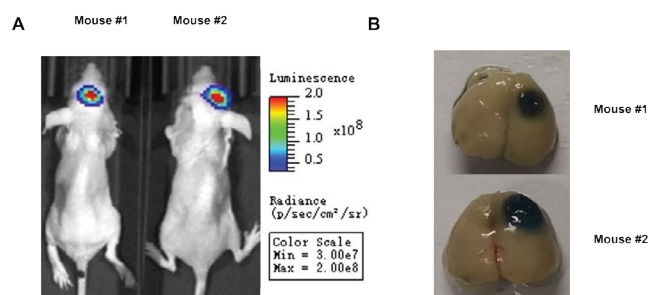 A
Mouse #1
Mouse #2
Luminescence
2.0
1.5
1.0
0.5
x10⁸
Radiance
(p/sec/cm²/sr)
Color Scale
Min = 3.00e7
Max = 2.00e8
B
Mouse #1
Mouse #2